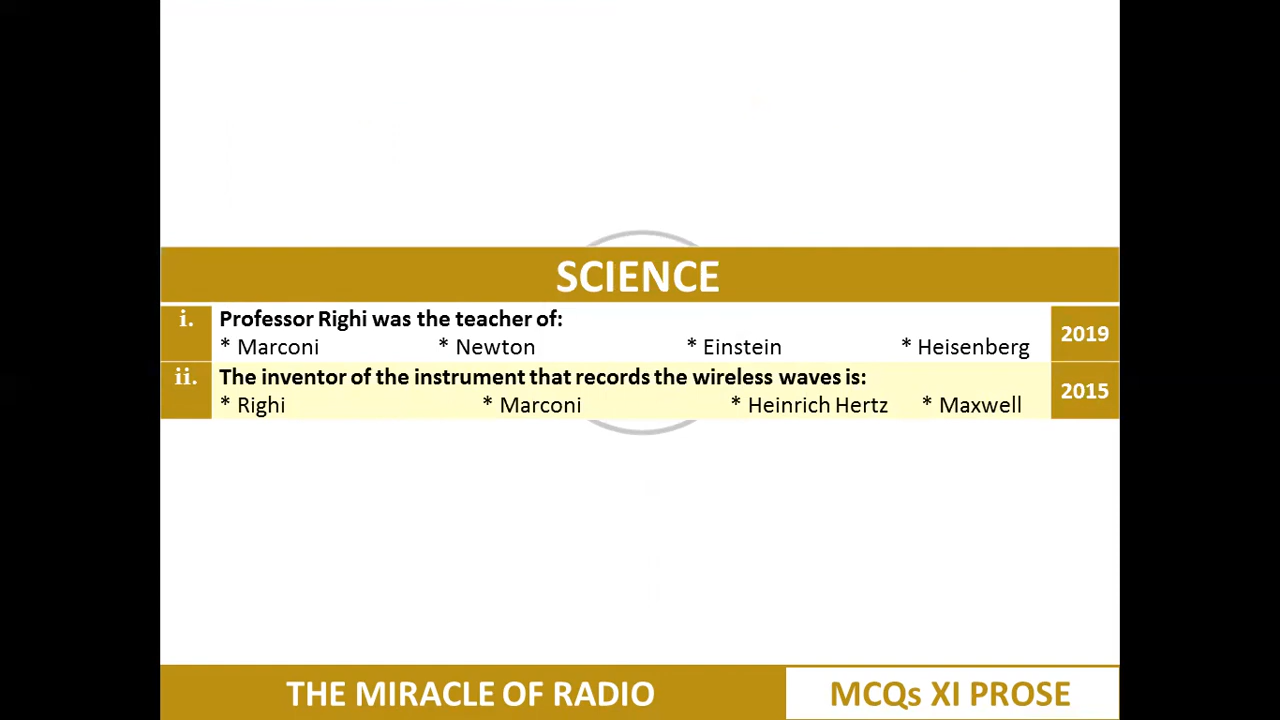 SCIENCE
i. Professor Righi was the teacher of: 2019
* Marconi * Newton * Einstein * Heisenberg
ii. The inventor of the instrument that records the wireless waves is: 2015
* Righi * Marconi * Heinrich Hertz * Maxwell
THE MIRACLE OF RADIO MCQs XI PROSE